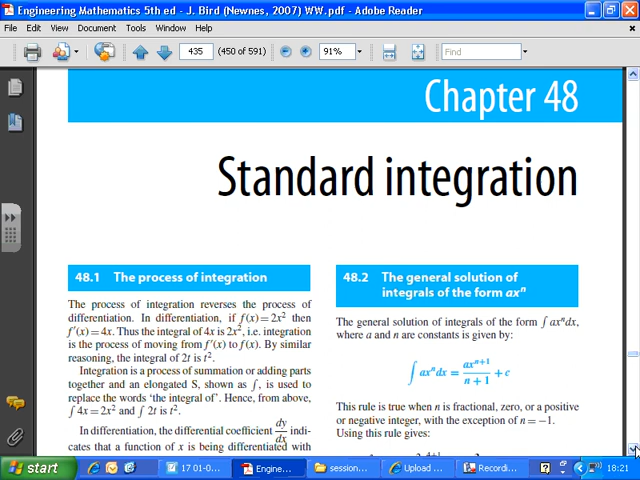 Engineering Mathematics 5th ed - J. Bird (Newnes, 2007) WW.pdf - Adobe Reader
File Edit View Document Tools Window Help
435 (450 of 591) 91% Find
Chapter 48
Standard integration
48.1 The process of integration
The process of integration reverses the process of
differentiation. In differentiation, if f(x)=2x² then
f′(x)=4x. Thus the integral of 4x is 2x², i.e. integration
is the process of moving from f′(x) to f(x). By similar
reasoning, the integral of 2t is t².
Integration is a process of summation or adding parts
together and an elongated S, shown as ∫, is used to
replace the words ‘the integral of’. Hence, from above,
∫4x=2x² and ∫2t is t².
In differentiation, the differential coefficient dy/dx indi-
cates that a function of x is being differentiated with
48.2 The general solution of
integrals of the form axⁿ
The general solution of integrals of the form ∫axⁿdx,
where a and n are constants is given by:
∫axⁿdx = axⁿ⁺¹/(n+1) + c
This rule is true when n is fractional, zero, or a positive
or negative integer, with the exception of n=−1.
Using this rule gives:
start 17 01-0... Engine... session... Upload ... Recordi... 18:21